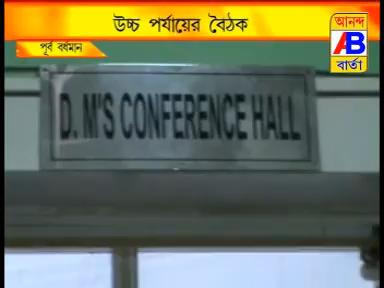 উচ্চ পর্যায়ের বৈঠক
পূর্ব বর্ধমান
আনন্দ
AB
বার্তা
D. M'S CONFERENCE HALL